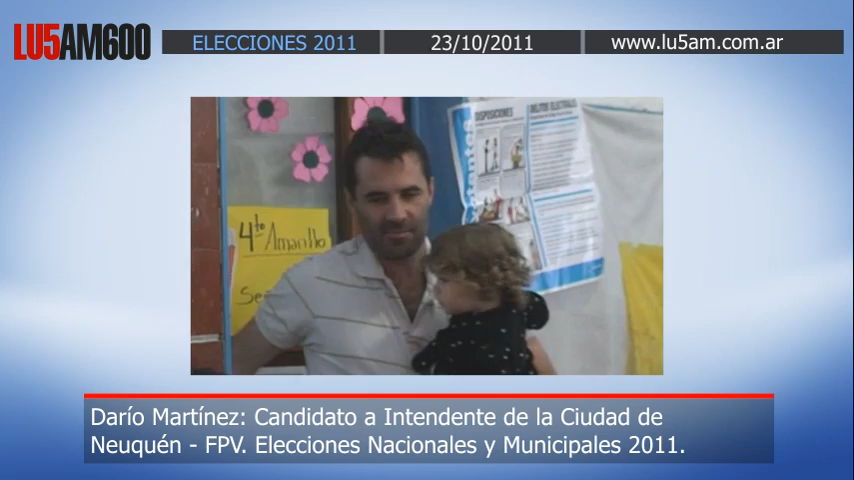 LU5AM600
ELECCIONES 2011
23/10/2011
www.lu5am.com.ar
DISPOSICIONES
4to Amarillo
Darío Martínez: Candidato a Intendente de la Ciudad de
Neuquén - FPV. Elecciones Nacionales y Municipales 2011.